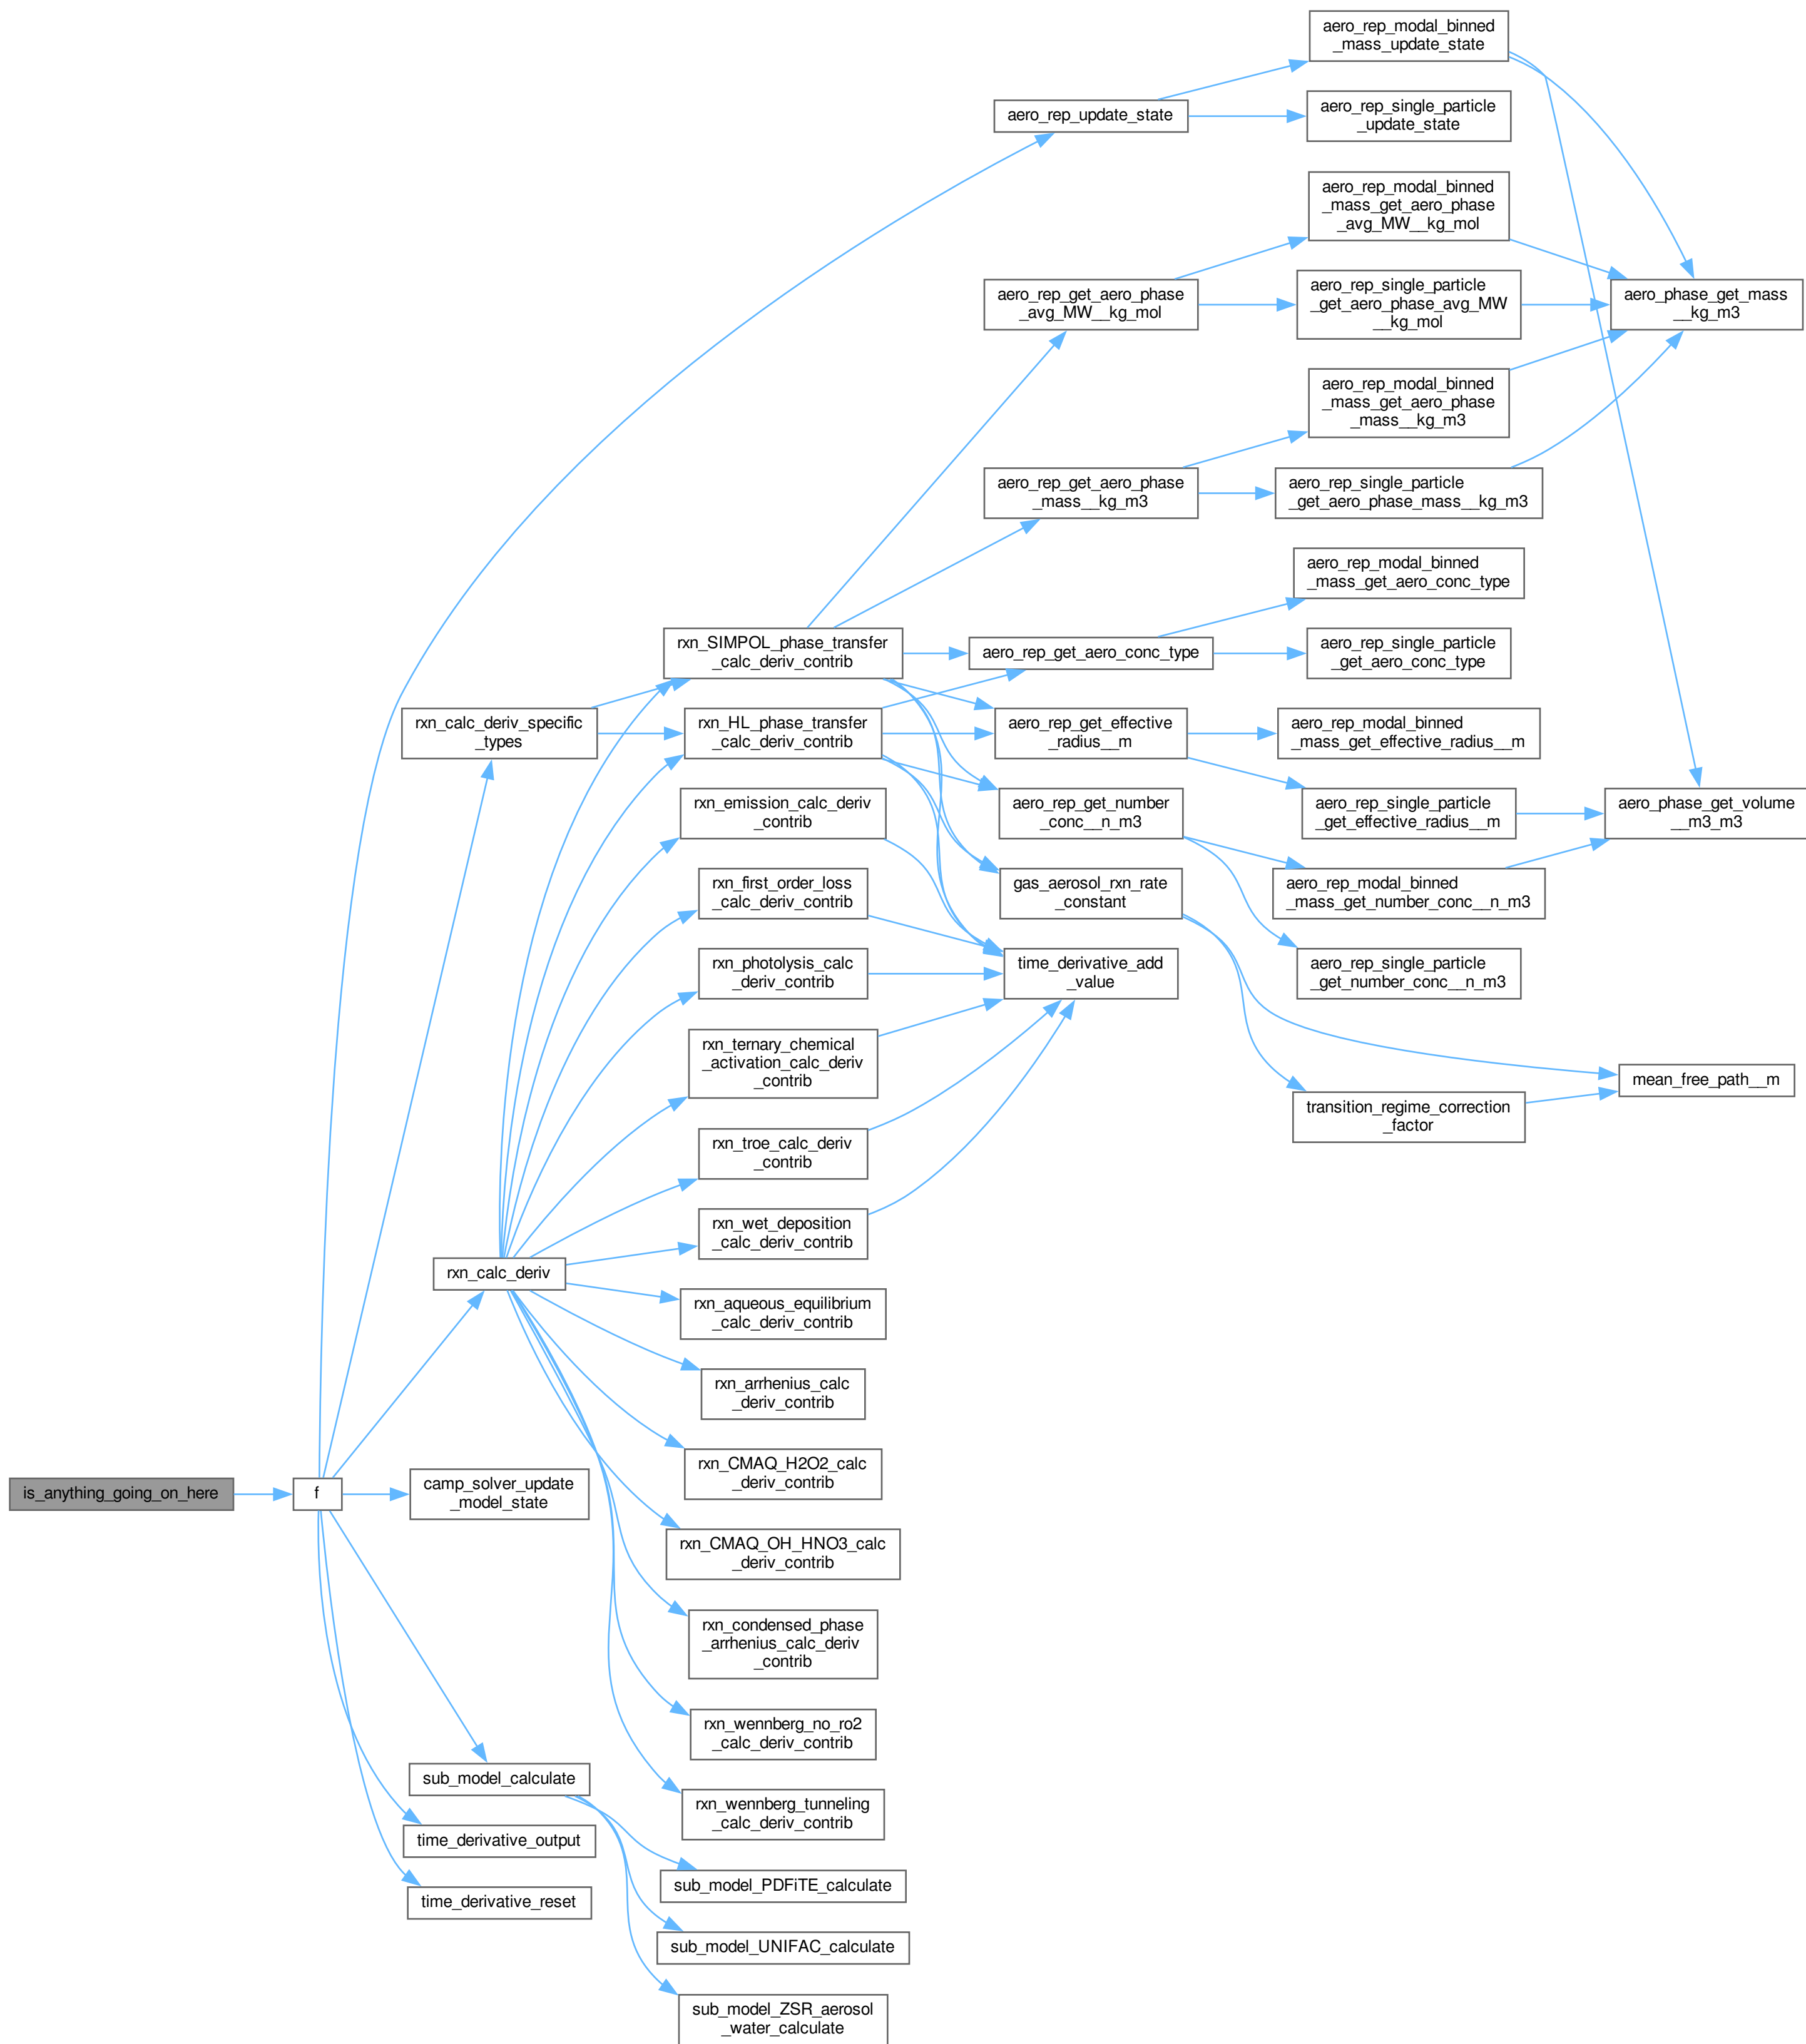 is_anything_going_on_here
f
aero_rep_update_state
aero_rep_modal_binned
_mass_update_state
aero_rep_single_particle
_update_state
aero_phase_get_mass
__kg_m3
aero_phase_get_volume
__m3_m3
rxn_calc_deriv_specific
_types
rxn_SIMPOL_phase_transfer
_calc_deriv_contrib
aero_rep_get_aero_phase
_avg_MW__kg_mol
aero_rep_modal_binned
_mass_get_aero_phase
_avg_MW__kg_mol
aero_rep_single_particle
_get_aero_phase_avg_MW
__kg_mol
aero_rep_get_aero_phase
_mass__kg_m3
aero_rep_modal_binned
_mass_get_aero_phase
_mass__kg_m3
aero_rep_single_particle
_get_aero_phase_mass__kg_m3
aero_rep_get_aero_conc_type
aero_rep_modal_binned
_mass_get_aero_conc_type
aero_rep_single_particle
_get_aero_conc_type
rxn_HL_phase_transfer
_calc_deriv_contrib
aero_rep_get_effective
_radius__m
aero_rep_modal_binned
_mass_get_effective_radius__m
aero_rep_single_particle
_get_effective_radius__m
aero_rep_get_number
_conc__n_m3
aero_rep_modal_binned
_mass_get_number_conc__n_m3
aero_rep_single_particle
_get_number_conc__n_m3
gas_aerosol_rxn_rate
_constant
mean_free_path__m
transition_regime_correction
_factor
time_derivative_add
_value
rxn_calc_deriv
rxn_emission_calc_deriv
_contrib
rxn_first_order_loss
_calc_deriv_contrib
rxn_photolysis_calc
_deriv_contrib
rxn_ternary_chemical
_activation_calc_deriv
_contrib
rxn_troe_calc_deriv
_contrib
rxn_wet_deposition
_calc_deriv_contrib
rxn_aqueous_equilibrium
_calc_deriv_contrib
rxn_arrhenius_calc
_deriv_contrib
rxn_CMAQ_H2O2_calc
_deriv_contrib
rxn_CMAQ_OH_HNO3_calc
_deriv_contrib
rxn_condensed_phase
_arrhenius_calc_deriv
_contrib
rxn_wennberg_no_ro2
_calc_deriv_contrib
rxn_wennberg_tunneling
_calc_deriv_contrib
camp_solver_update
_model_state
sub_model_calculate
sub_model_PDFiTE_calculate
sub_model_UNIFAC_calculate
sub_model_ZSR_aerosol
_water_calculate
time_derivative_output
time_derivative_reset